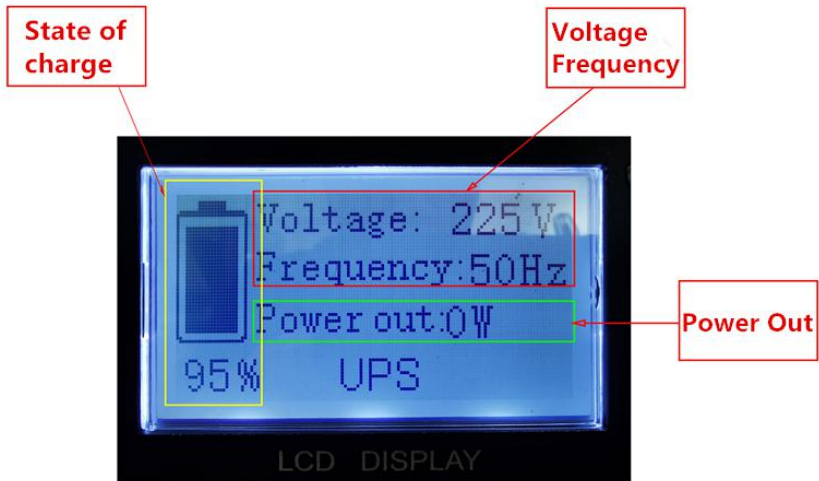 State of
charge
Voltage
Frequency
Voltage: 225V
Frequency:50Hz
Power out:0W
Power Out
95% UPS
LCD DISPLAY